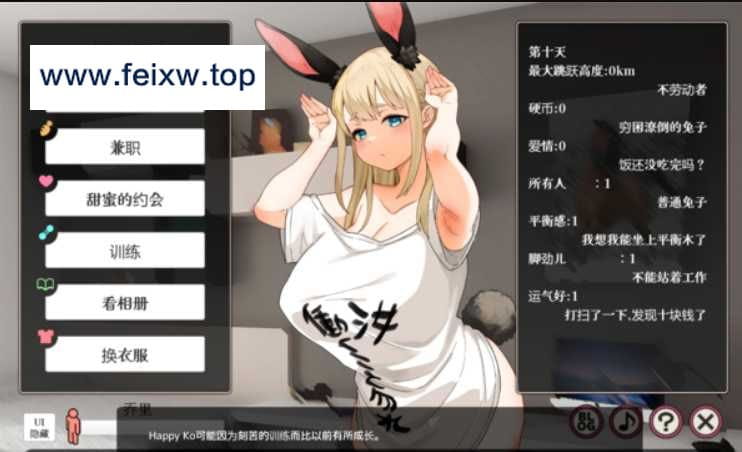 www.feixw.top
兼职
甜蜜的约会
训练
看相册
换衣服
第十天
最大跳跃高度:0km
不劳动者
硬币:0
穷困潦倒的兔子
爱情:0
饭还没吃完吗？
所有人 :1
普通兔子
平衡感:1
我想我能坐上平衡木了
脚劲儿 :1
不能站着工作
运气好:1
打扫了一下,发现十块钱了
UI
隐藏
乔里
Happy Ko可能因为刻苦的训练而比以前有所成长。
BL
OG
?